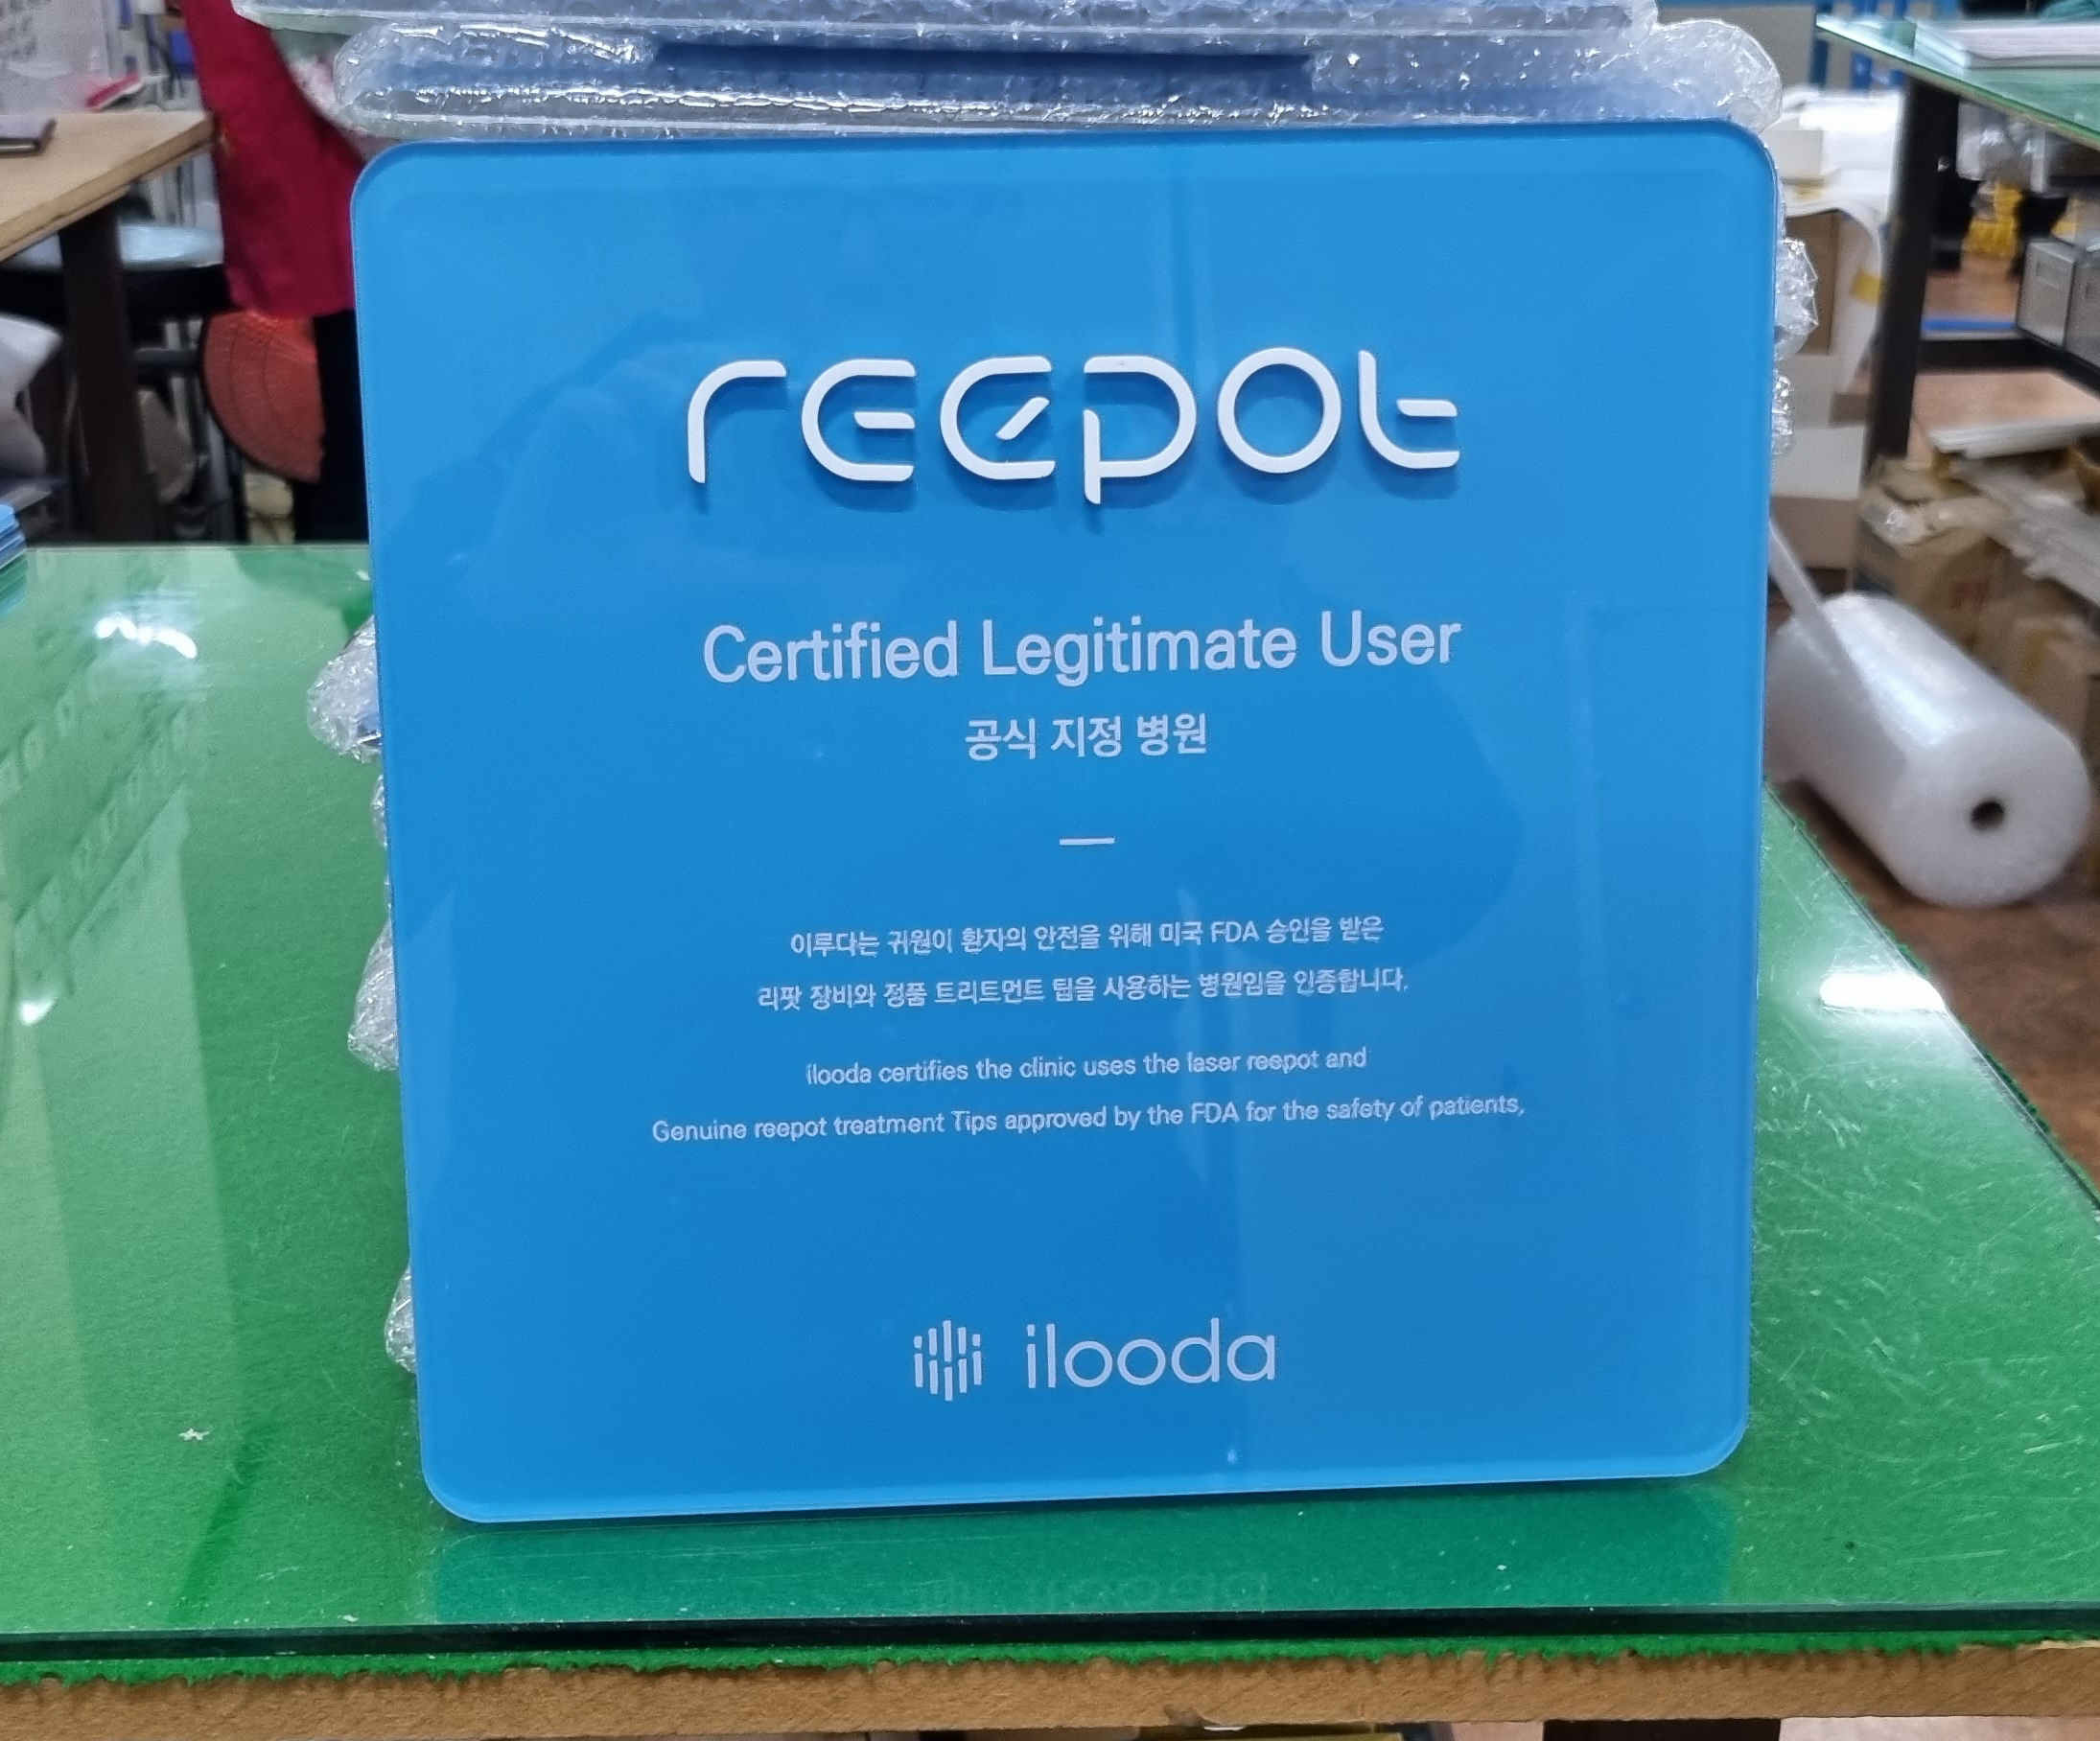 reepot
Certified Legitimate User
공식 지정 병원
이루다는 귀원이 환자의 안전을 위해 미국 FDA 승인을 받은
리팟 장비와 정품 트리트먼트 팁을 사용하는 병원임을 인증합니다.
ilooda certifies the clinic uses the laser reepot and
Genuine reepot treatment Tips approved by the FDA for the safety of patients,
ilooda